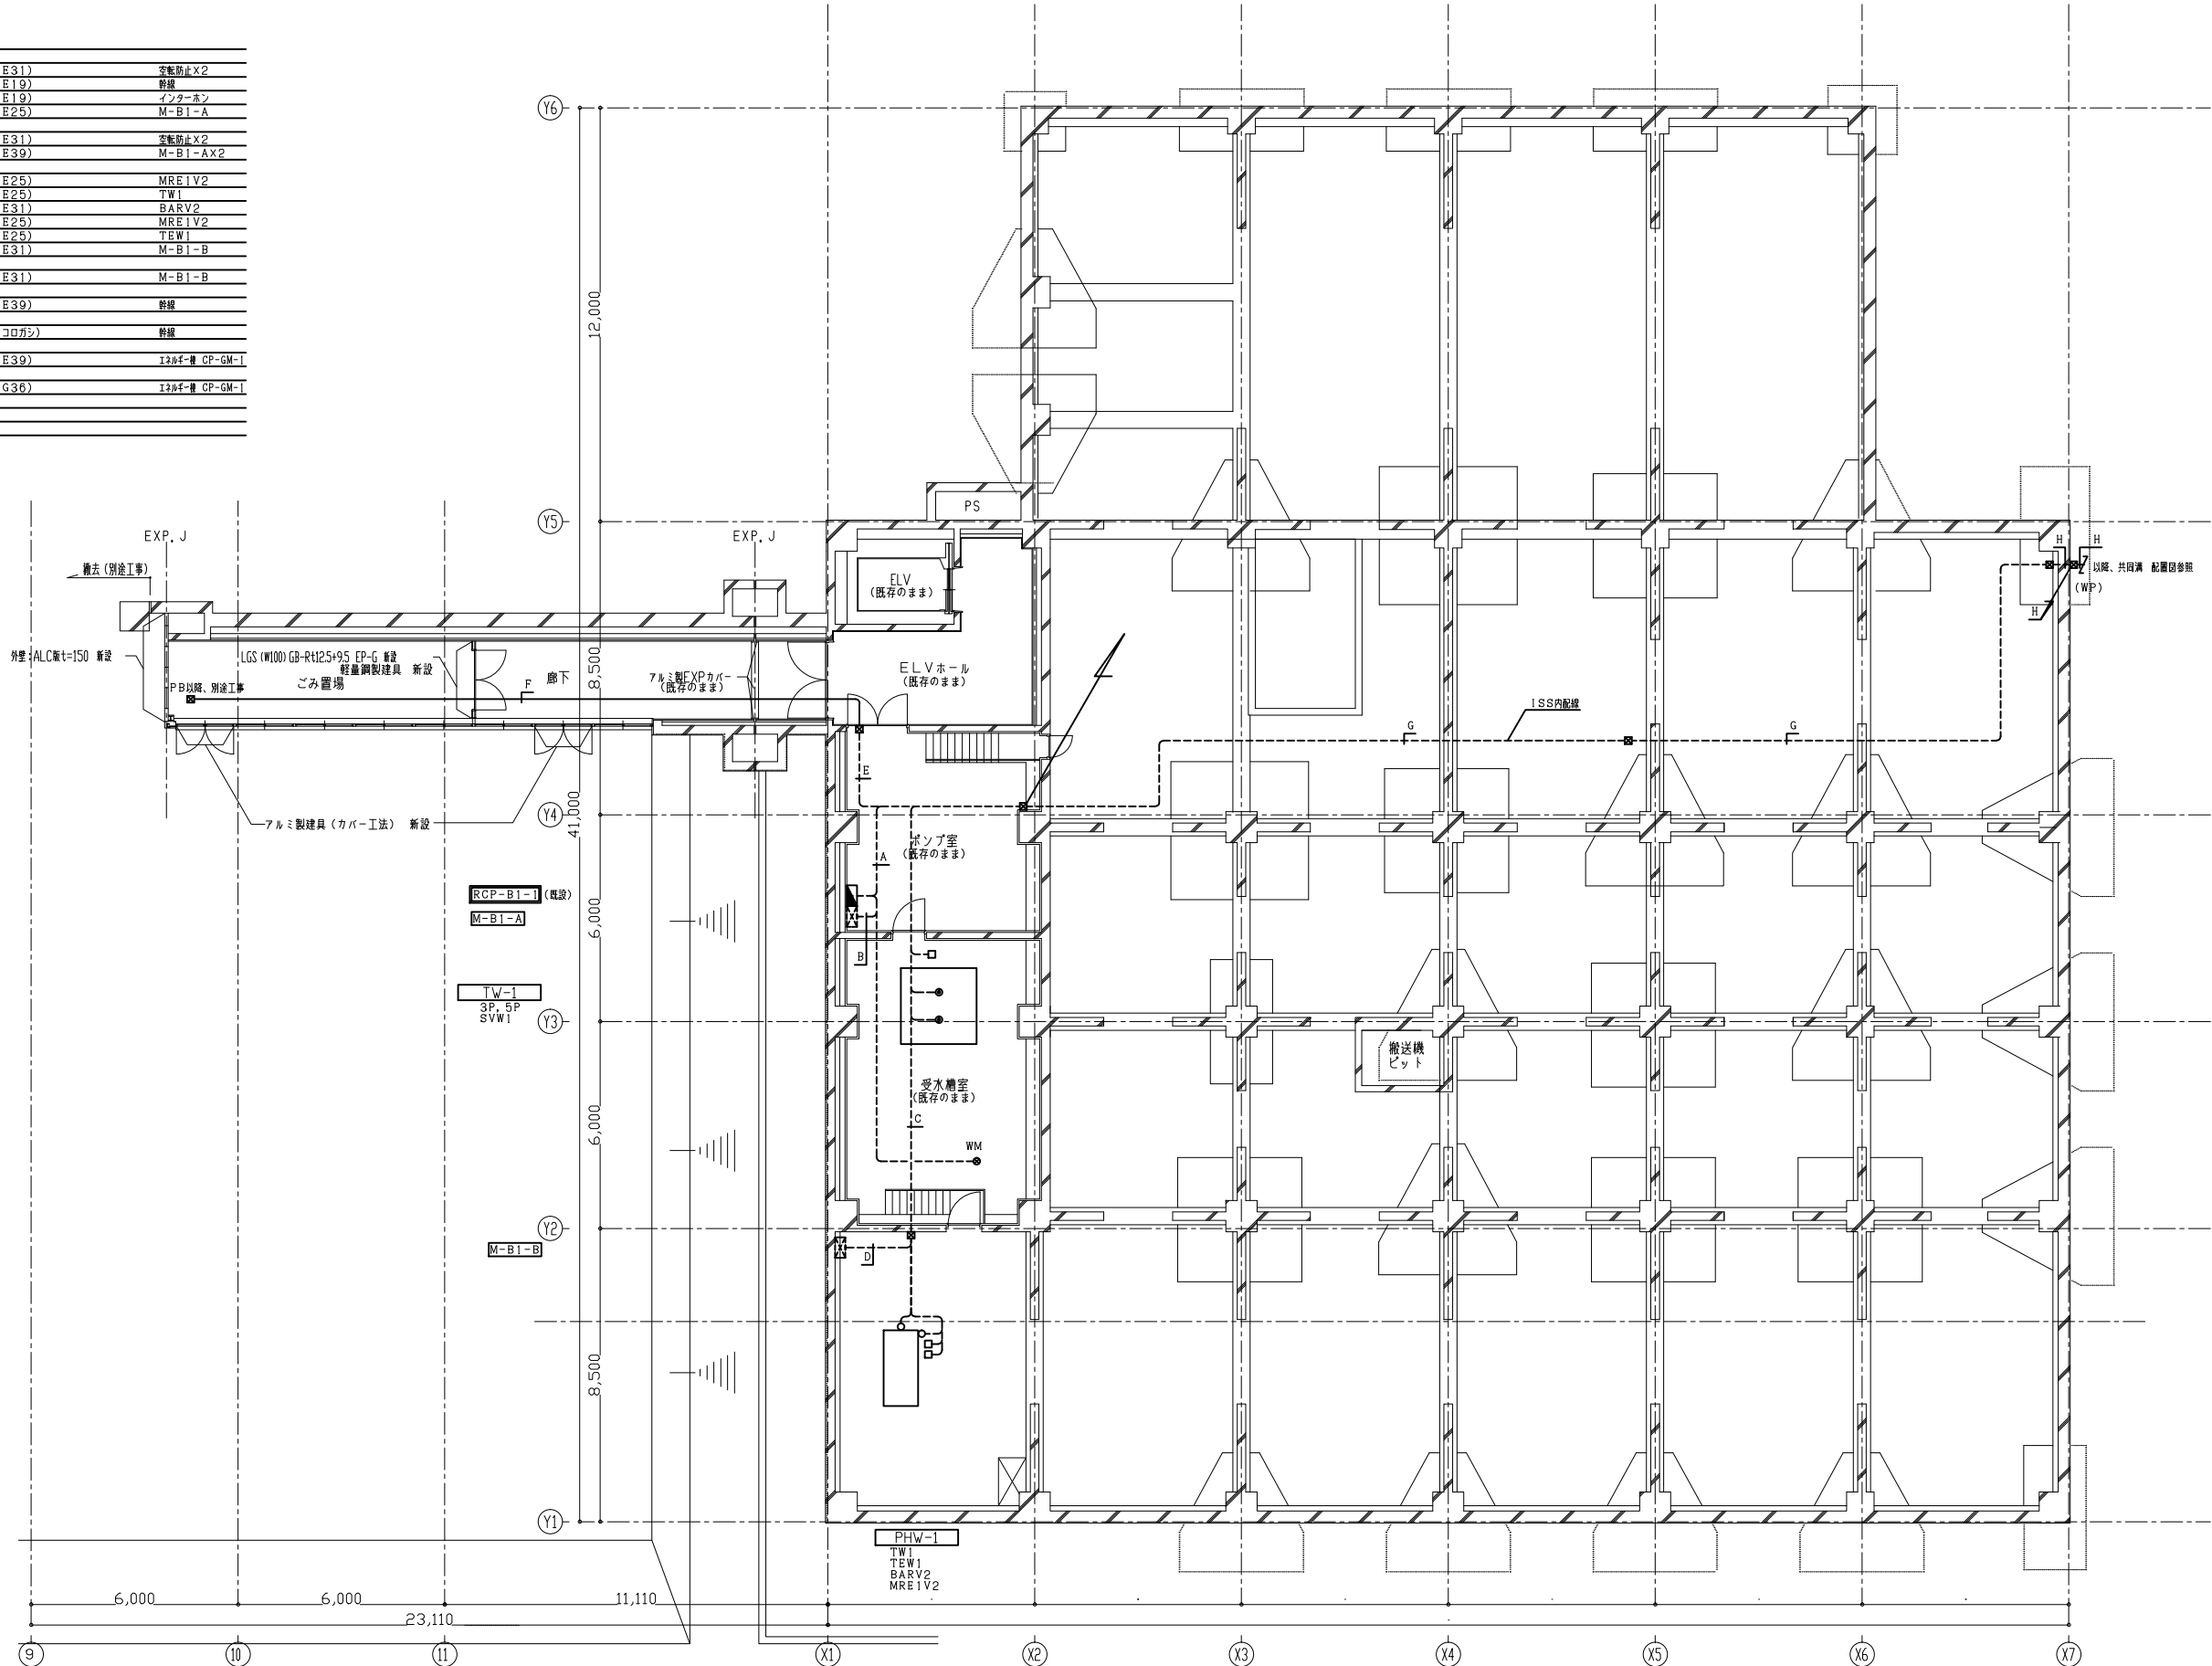 E31) 空転防止X2
E19) 幹線
E19) インターホン
E25) M-B1-A
E31) 空転防止X2
E39) M-B1-AX2
E25) MRE1V2
E25) TW1
E31) BARV2
E25) MRE1V2
E25) TEW1
E31) M-B1-B
E31) M-B1-B
E39) 幹線
コロガシ) 幹線
E39) エネルギー棟 CP-GM-1
G36) エネルギー棟 CP-GM-1
Y6
12,000
PS
Y5
EXP. J
EXP. J
撤去(別途工事)
ELV
(既存のまま)
H
H
以降、共同溝 配置図参照
(WP)
H
外壁:ALC版t=150 新設
LGS(W100)GB-Rt12.5+9.5 EP-G 新設
軽量鋼製建具 新設
PB以降、別途工事
ごみ置場
F
廊下
8,500
アルミ製EXPカバー
(既存のまま)
ELVホール
(既存のまま)
ISS内配線
G
G
E
Y4
41,000
アルミ製建具(カバー工法) 新設
ポンプ室
(既存のまま)
A
RCP-B1-1 (既設)
M-B1-A
6,000
B
TW-1
3P, 5P
SVW1
Y3
搬送機
ピット
受水槽室
(既存のまま)
6,000
C
WM
Y2
M-B1-B
D
8,500
Y1
PHW-1
TW1
TEW1
BARV2
MRE1V2
6,000
6,000
11,110
23,110
9
10
11
X1
X2
X3
X4
X5
X6
X7